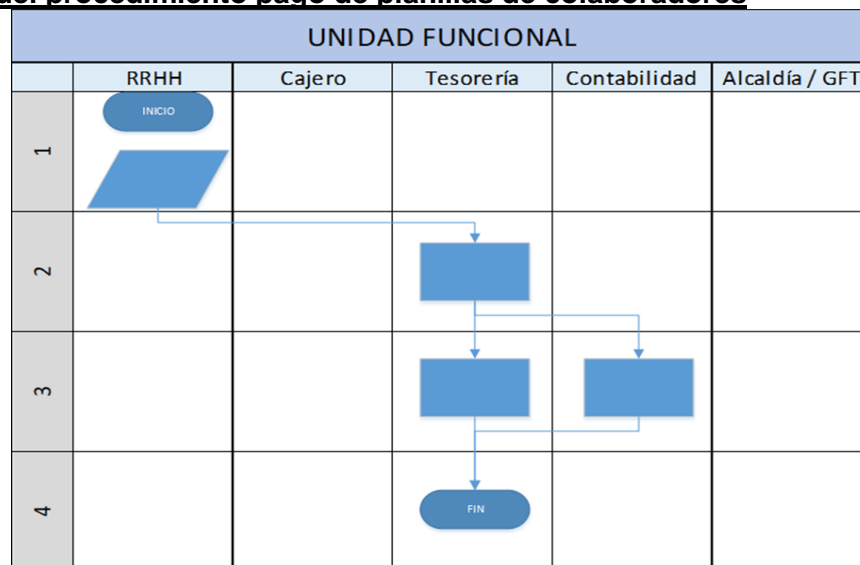 del procedimiento pago de planillas de colaboradores
UNIDAD FUNCIONAL
RRHH Cajero Tesorería Contabilidad Alcaldía / GFT
INICIO
1
2
3
4
FIN